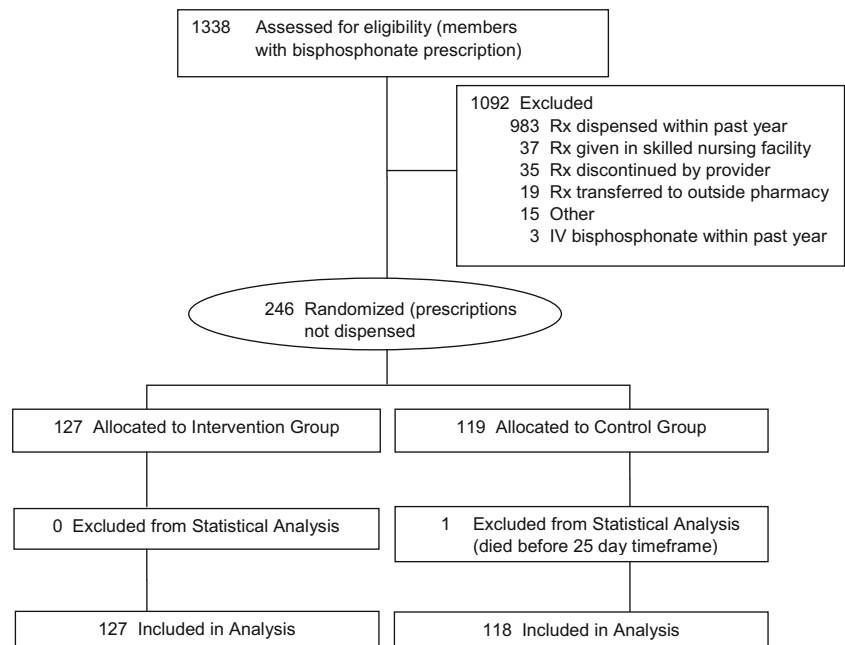 1338 Assessed for eligibility (members
with bisphosphonate prescription)
1092 Excluded
983 Rx dispensed within past year
37 Rx given in skilled nursing facility
35 Rx discontinued by provider
19 Rx transferred to outside pharmacy
15 Other
3 IV bisphosphonate within past year
246 Randomized (prescriptions
not dispensed
127 Allocated to Intervention Group
119 Allocated to Control Group
0 Excluded from Statistical Analysis
1 Excluded from Statistical Analysis
(died before 25 day timeframe)
127 Included in Analysis
118 Included in Analysis